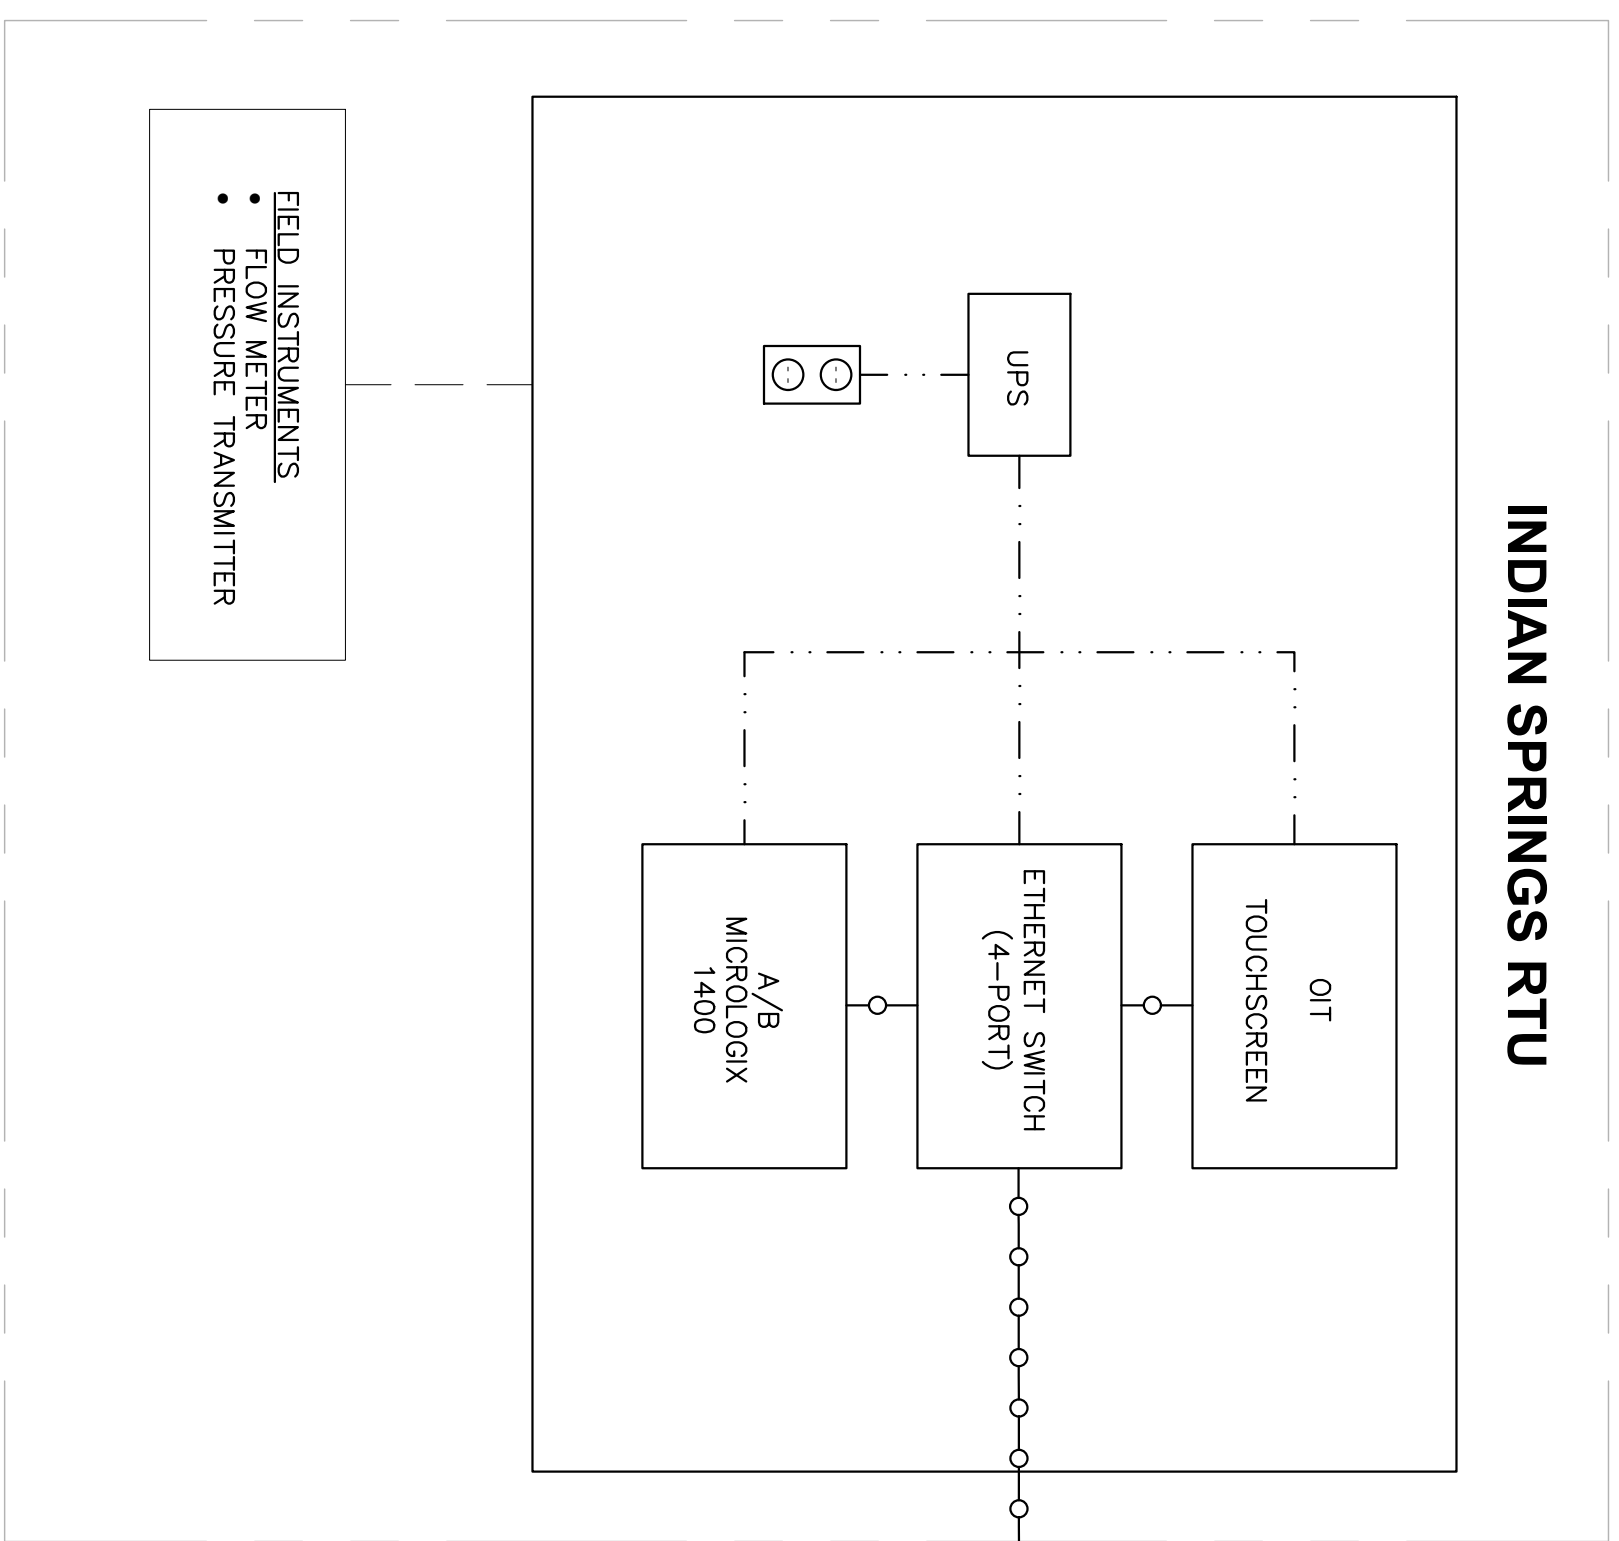 INDIAN SPRINGS RTU
UPS
OIT
TOUCHSCREEN
ETHERNET SWITCH
(4-PORT)
A/B
MICROLOGIX
1400
FIELD INSTRUMENTS
• FLOW METER
• PRESSURE TRANSMITTER